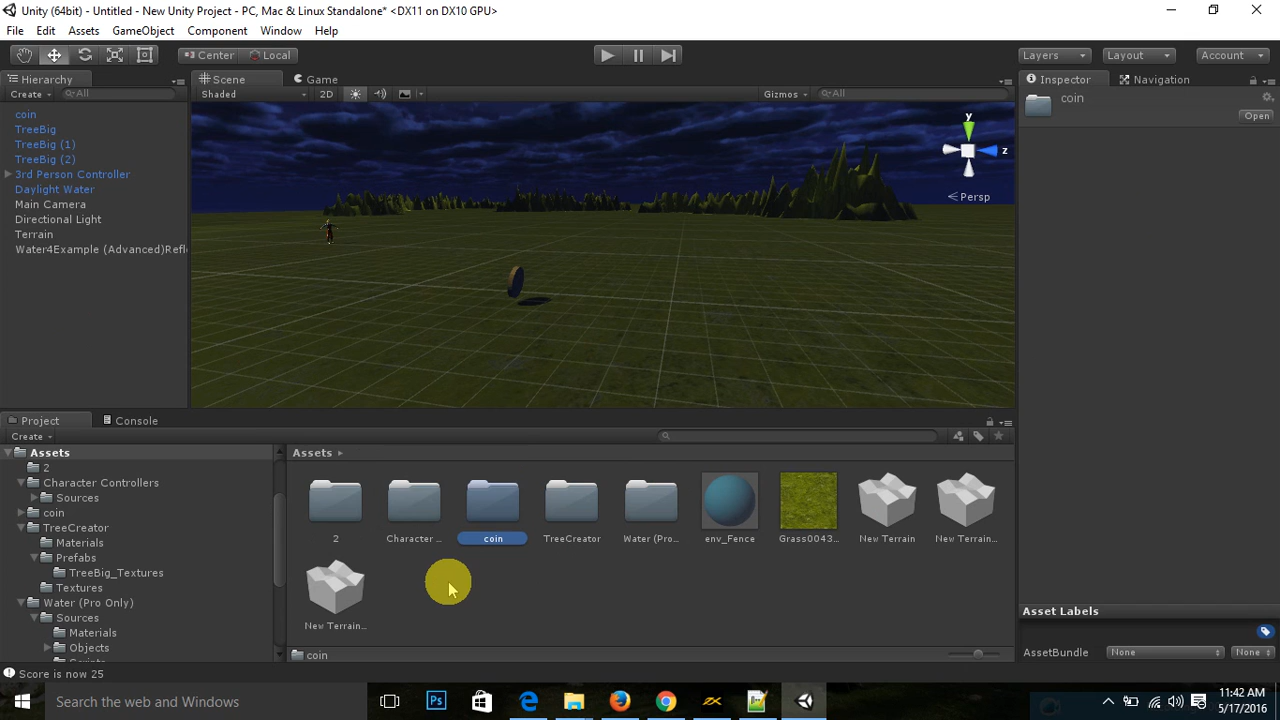 Unity (64bit) - Untitled - New Unity Project - PC, Mac & Linux Standalone* <DX11 on DX10 GPU>
File Edit Assets GameObject Component Window Help
Center Local Layers Layout Account
Hierarchy
Create All
coin
TreeBig
TreeBig (1)
TreeBig (2)
3rd Person Controller
Daylight Water
Main Camera
Directional Light
Terrain
Water4Example (Advanced)Refl
Scene Game
Shaded 2D Gizmos All
y
z
Persp
Inspector Navigation
coin
Open
Project Console
Create
Assets
2
Character Controllers
Sources
coin
TreeCreator
Materials
Prefabs
TreeBig_Textures
Textures
Water (Pro Only)
Sources
Materials
Objects
Assets
2 Character ... coin TreeCreator Water (Pro... env_Fence Grass0043... New Terrain New Terrain...
New Terrain...
coin
Asset Labels
AssetBundle None None
Score is now 25
Search the web and Windows
11:42 AM
5/17/2016